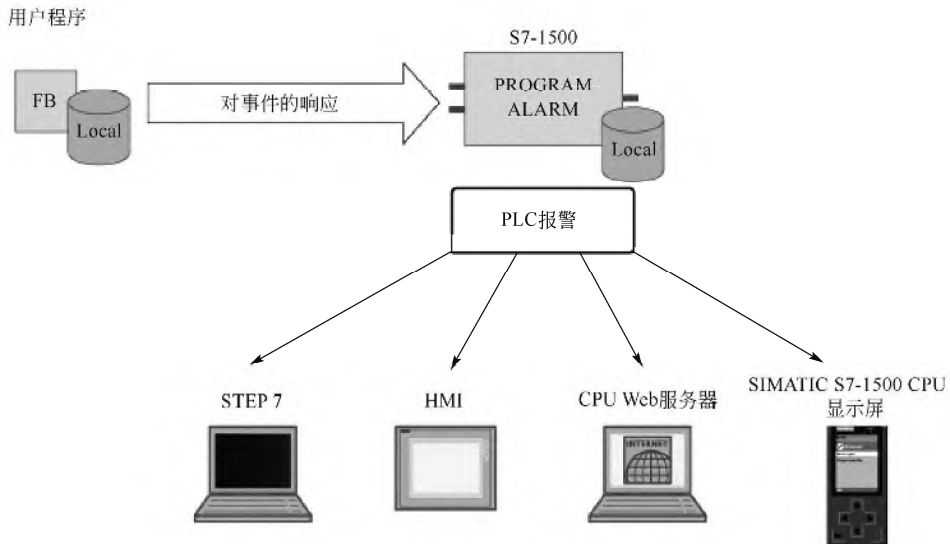 用户程序
S7-1500
FB
Local
对事件的响应
PROGRAM
ALARM
Local
PLC报警
STEP 7
HMI
CPU Web服务器
SIMATIC S7-1500 CPU
显示屏
INTERNET